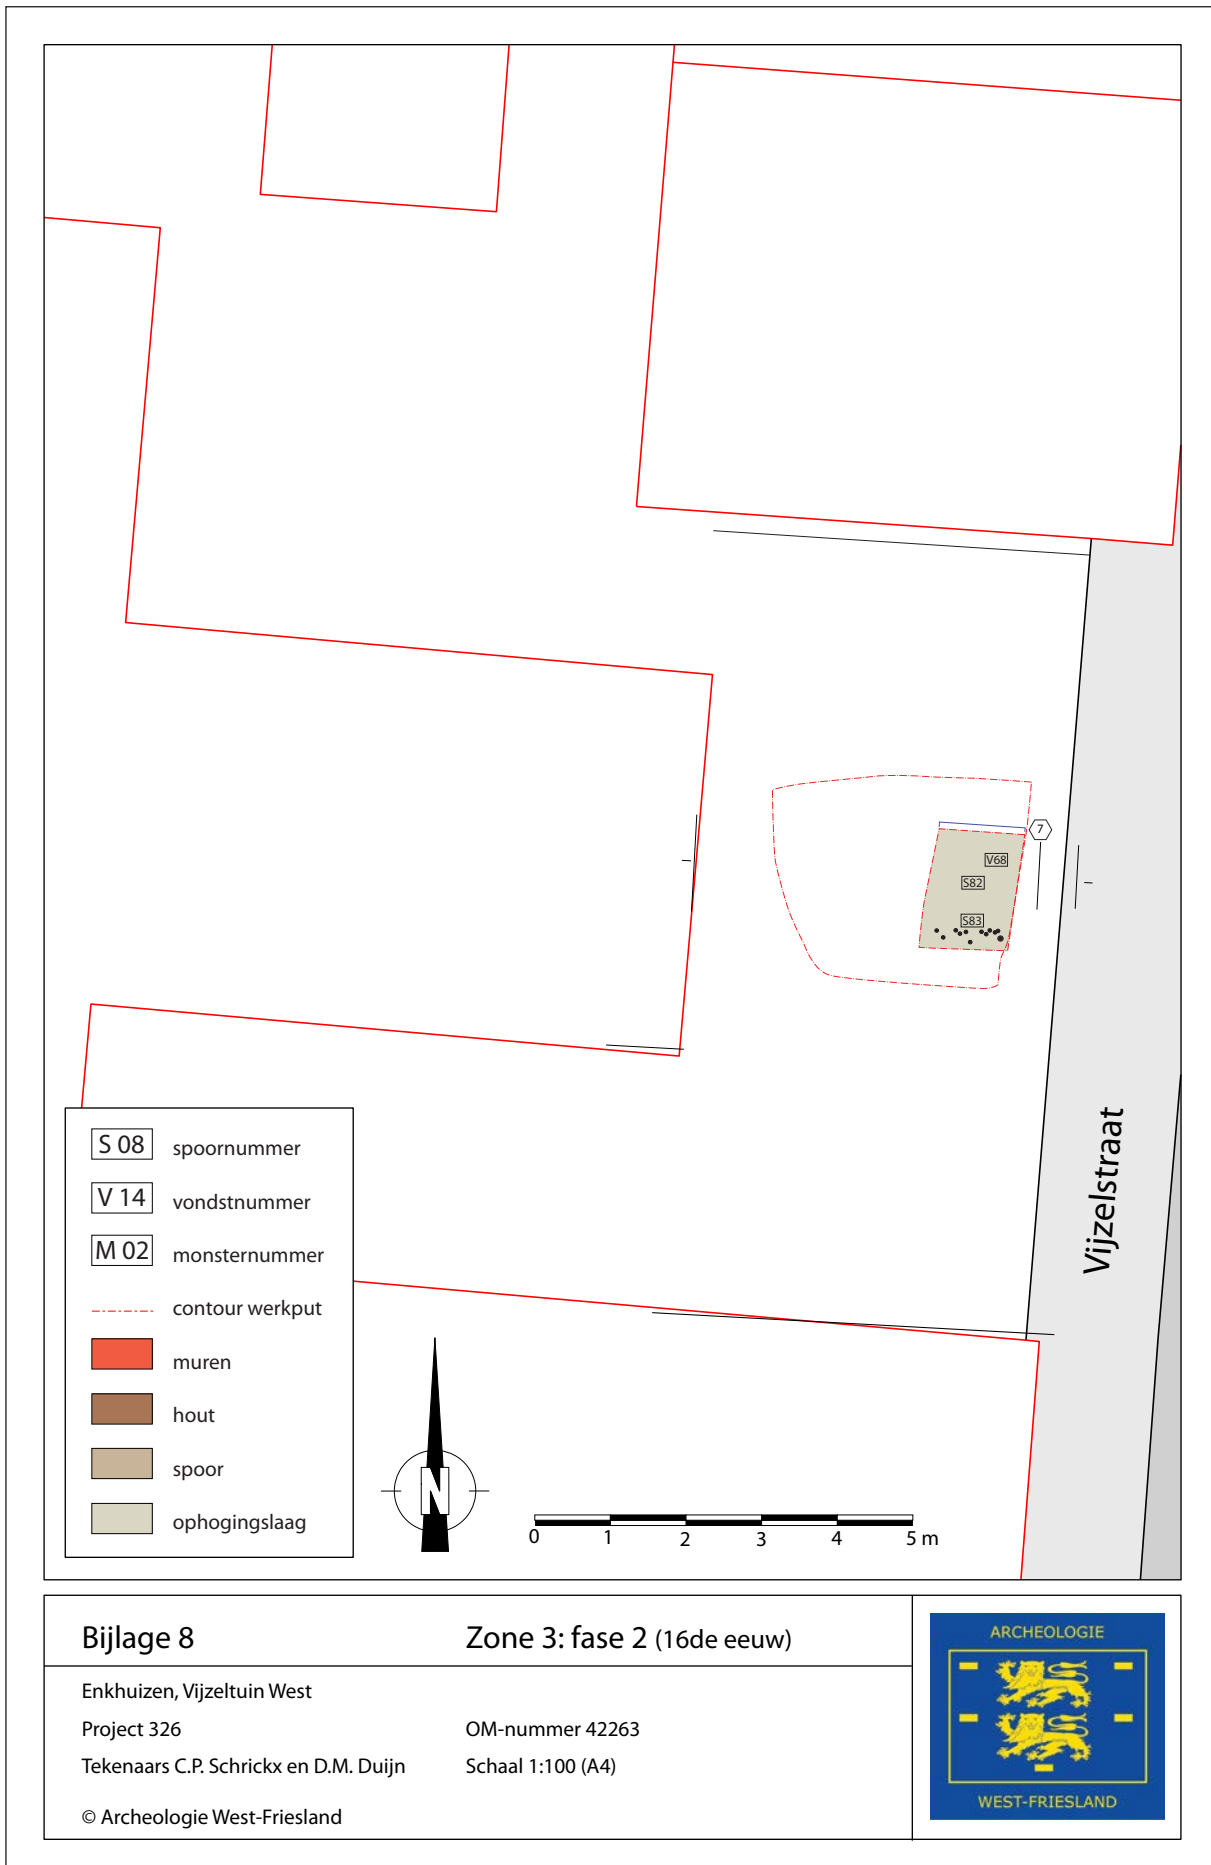 7
V68
S82
S83
Vijzelstraat
S 08 spoornummer
V 14 vondstnummer
M 02 monsternummer
contour werkput
muren
hout
spoor
ophogingslaag
N
0 1 2 3 4 5 m
Bijlage 8 Zone 3: fase 2 (16de eeuw)
Enkhuizen, Vijzeltuin West
Project 326 OM-nummer 42263
Tekenaars C.P. Schrickx en D.M. Duijn Schaal 1:100 (A4)
© Archeologie West-Friesland
ARCHEOLOGIE
WEST-FRIESLAND